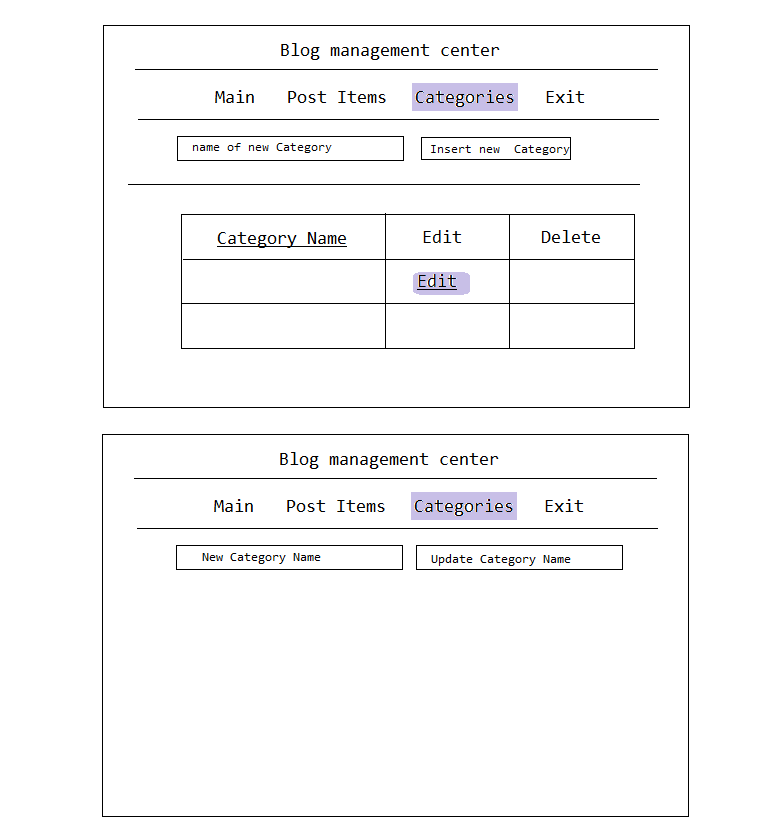 Blog management center
Main Post Items Categories Exit
name of new Category Insert new Category
Category Name Edit Delete
Edit
Blog management center
Main Post Items Categories Exit
New Category Name Update Category Name